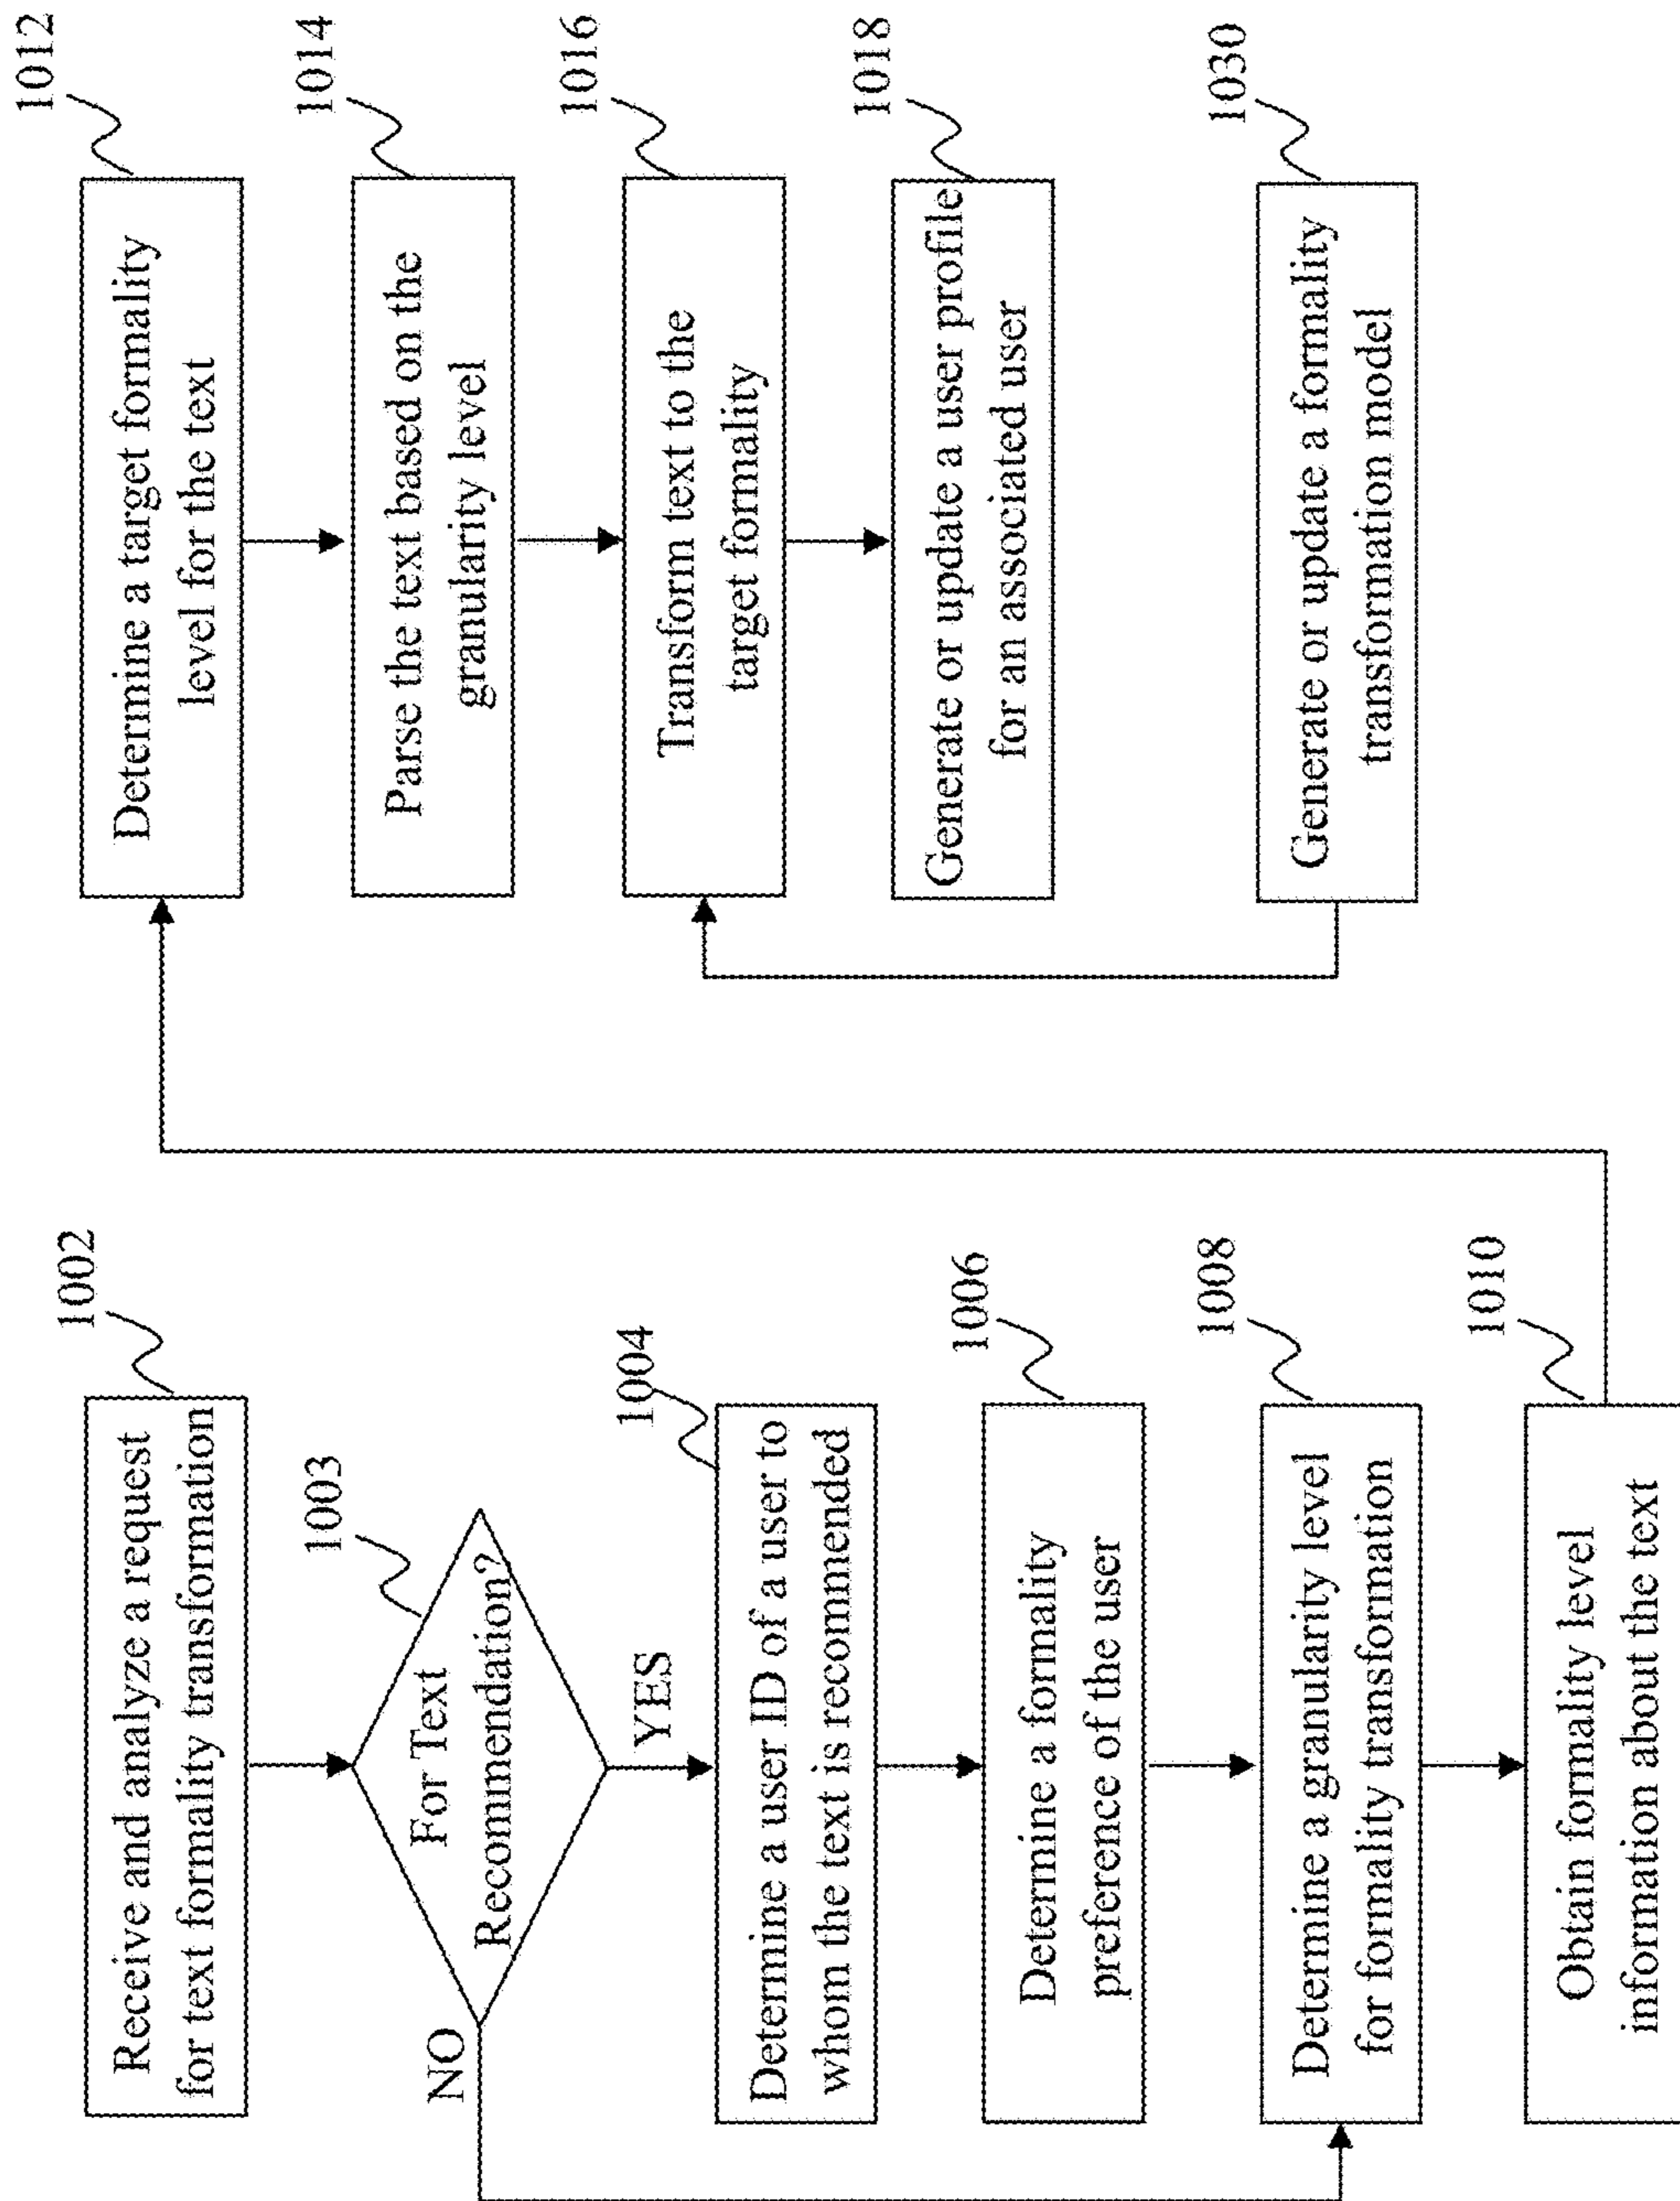 1002
Receive and analyze a request
for text formality transformation
1003
For Text
Recommendation?
NO
YES
1004
Determine a user ID of a user to
whom the text is recommended
1006
Determine a formality
preference of the user
1008
Determine a granularity level
for formality transformation
1010
Obtain formality level
information about the text
1012
Determine a target formality
level for the text
1014
Parse the text based on the
granularity level
1016
Transform text to the
target formality
1018
Generate or update a user profile
for an associated user
1030
Generate or update a formality
transformation model